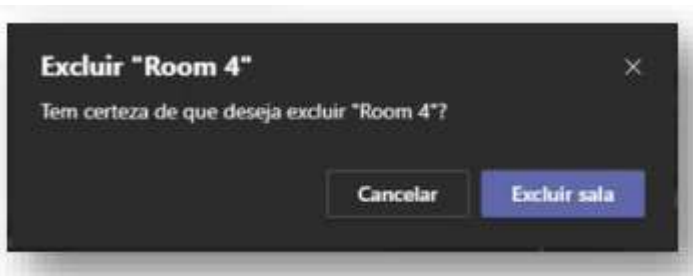 Excluir "Room 4"
Tem certeza de que deseja excluir "Room 4"?
Cancelar
Excluir sala